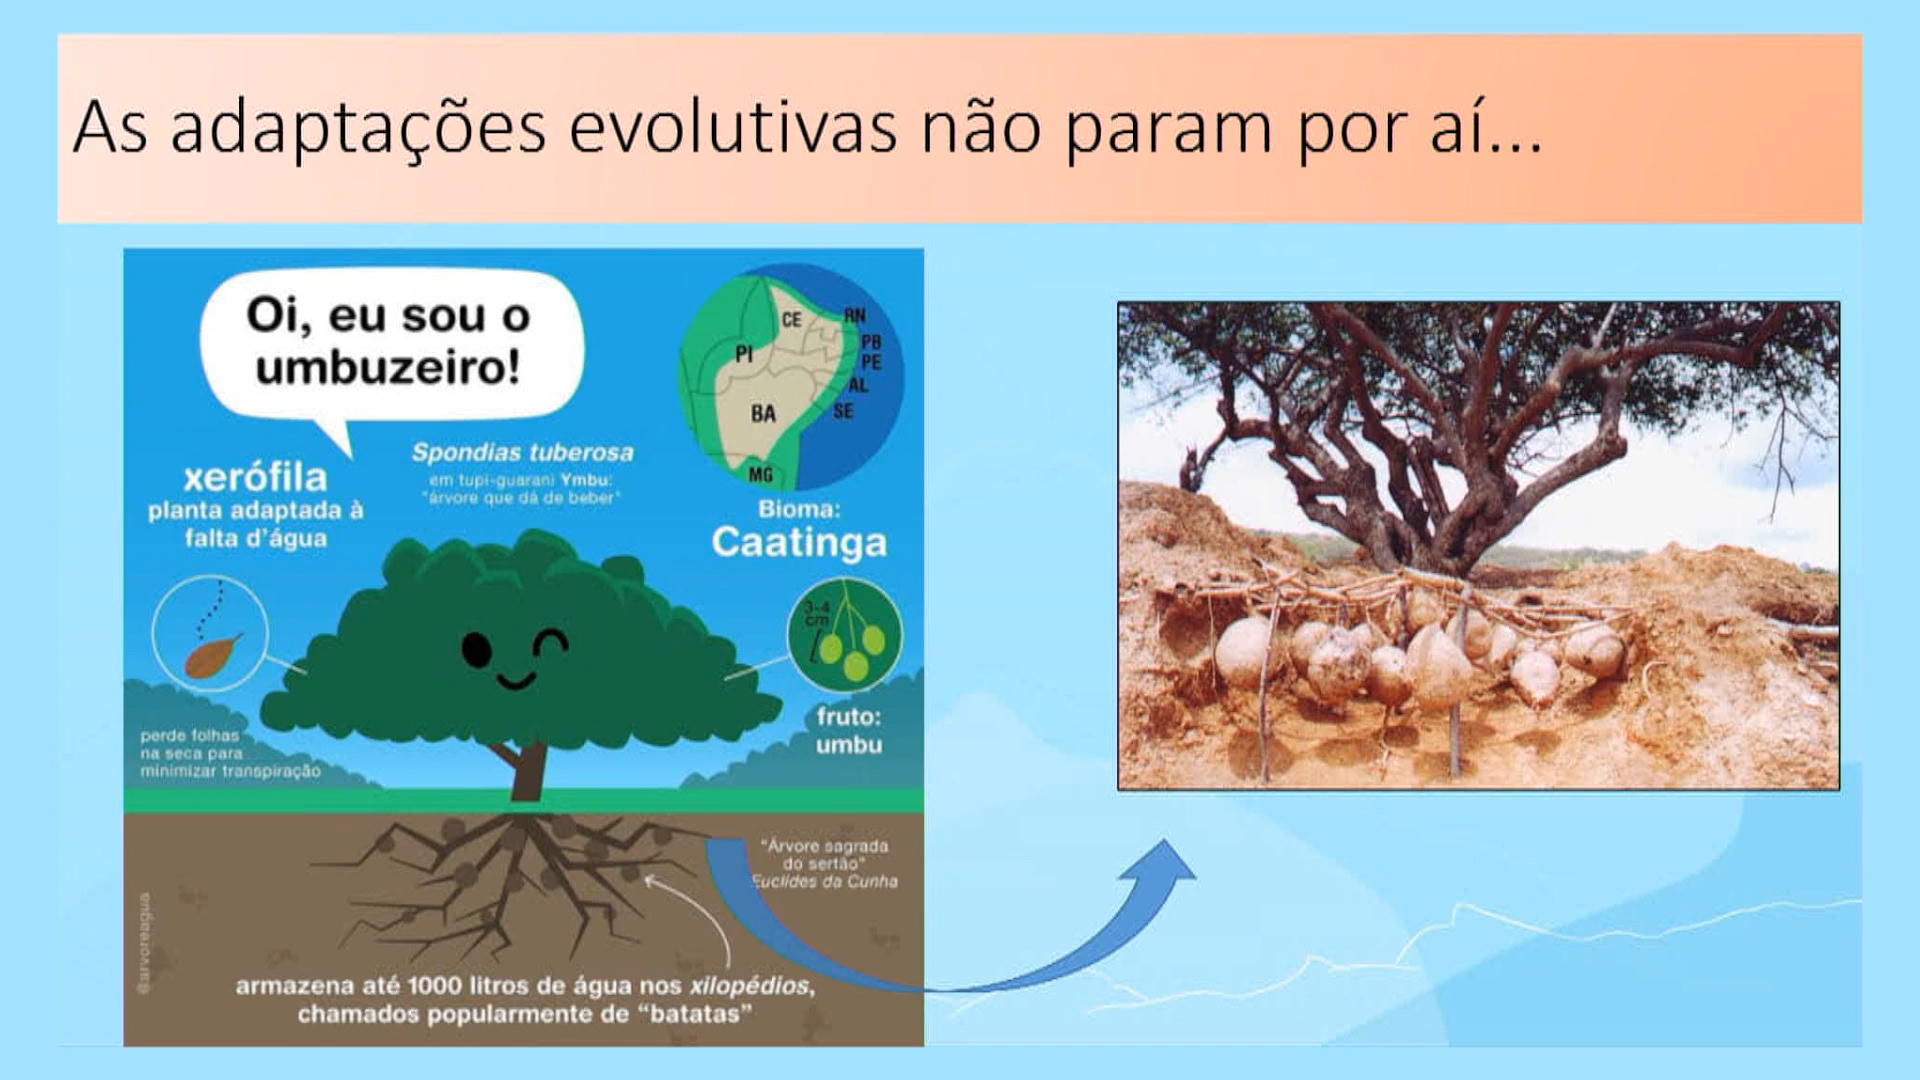 As adaptações evolutivas não param por aí...
Oi, eu sou o
umbuzeiro!
xerófila
planta adaptada à
falta d'água
Spondias tuberosa
em tupi-guarani Ymbu:
"árvore que dá de beber"
CE
RN
PB
PE
PI
AL
SE
BA
MG
Bioma:
Caatinga
3-4
cm
fruto:
umbu
perde folhas
na seca para
minimizar transpiração
"Árvore sagrada
do sertão"
Euclides da Cunha
@arvoreagua
armazena até 1000 litros de água nos xilopédios,
chamados popularmente de "batatas"